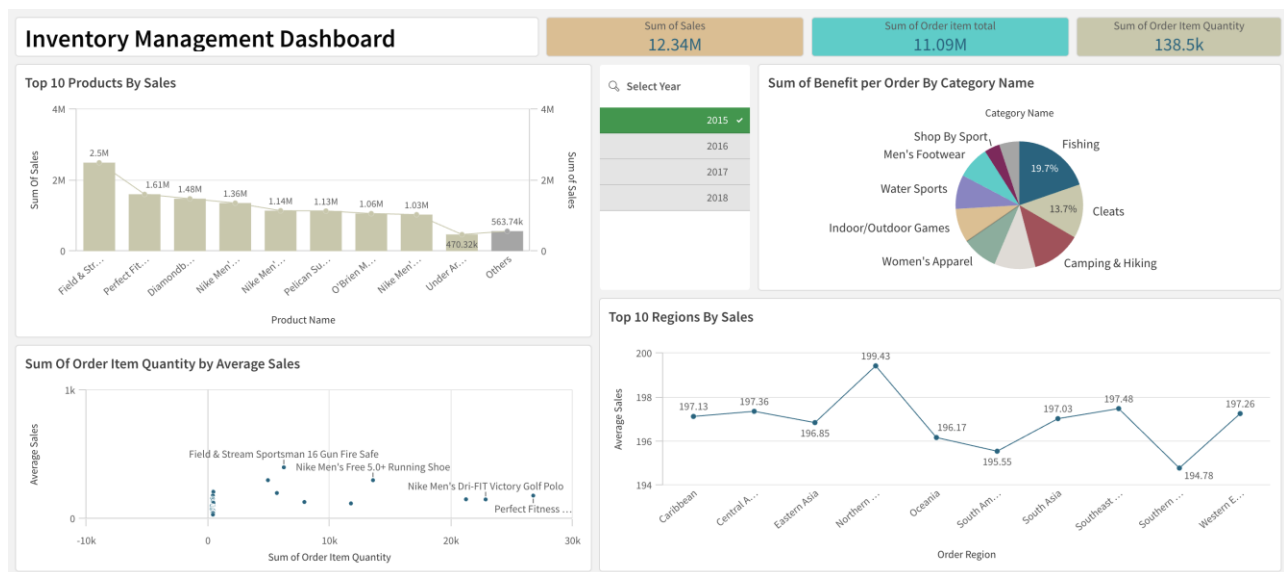 Inventory Management Dashboard
Sum of Sales
12.34M
Sum of Order item total
11.09M
Sum of Order Item Quantity
138.5k
Top 10 Products By Sales
4M
2M
0
Sum Of Sales
2.5M
1.61M
1.48M
1.36M
1.14M
1.13M
1.06M
1.03M
470.32k
563.74k
4M
2M
0
Sum of Sales
Field & Str...
Perfect Fit...
Diamondb...
Nike Men'...
Nike Men'...
Pelican Su...
O'Brien M...
Nike Men'...
Under Ar...
Others
Product Name
Select Year
2015
2016
2017
2018
Sum of Benefit per Order By Category Name
Category Name
Shop By Sport
Men's Footwear
Water Sports
Indoor/Outdoor Games
Women's Apparel
Fishing
19.7%
13.7%
Cleats
Camping & Hiking
Sum Of Order Item Quantity by Average Sales
1k
0
Average Sales
Field & Stream Sportsman 16 Gun Fire Safe
Nike Men's Free 5.0+ Running Shoe
Nike Men's Dri-FIT Victory Golf Polo
Perfect Fitness ...
-10k
0
10k
20k
30k
Sum of Order Item Quantity
Top 10 Regions By Sales
200
198
196
194
Average Sales
197.13
197.36
196.85
199.43
196.17
195.55
197.03
197.48
194.78
197.26
Caribbean
Central A...
Eastern Asia
Northern ...
Oceania
South Am...
South Asia
Southeast ...
Southern ...
Western E...
Order Region